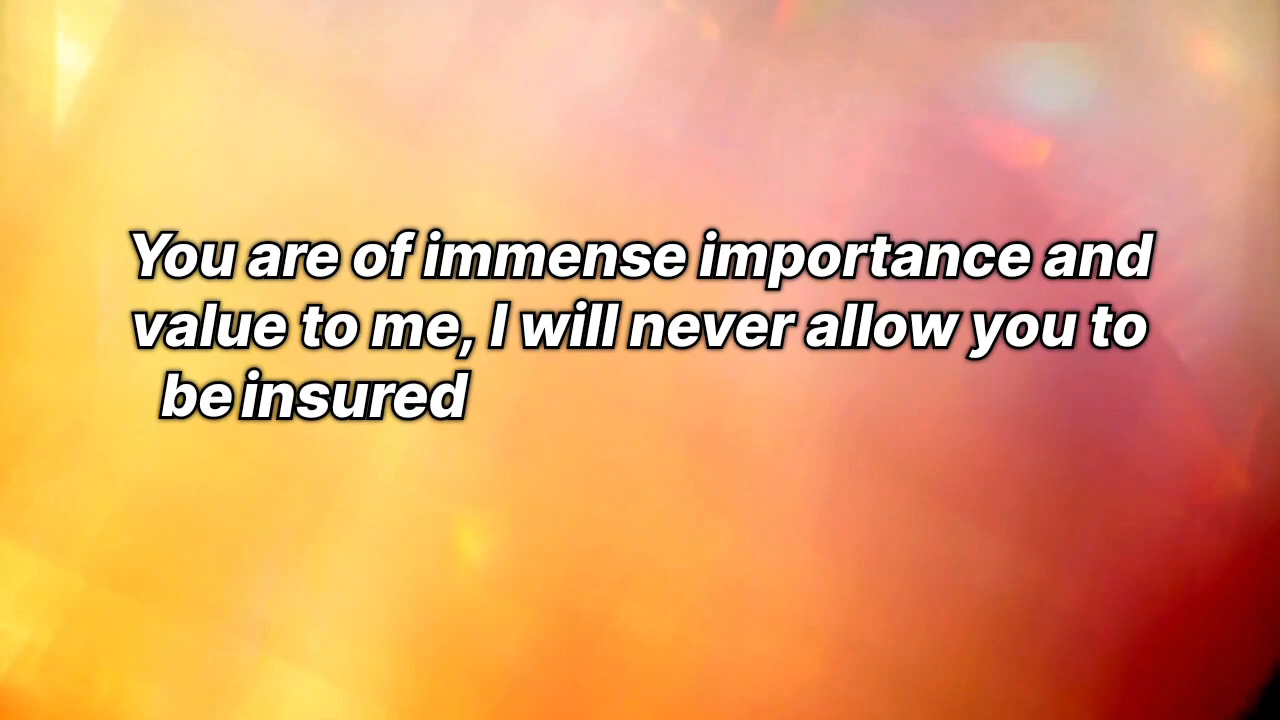 You are of immense importance and
value to me, I will never allow you to
be insured